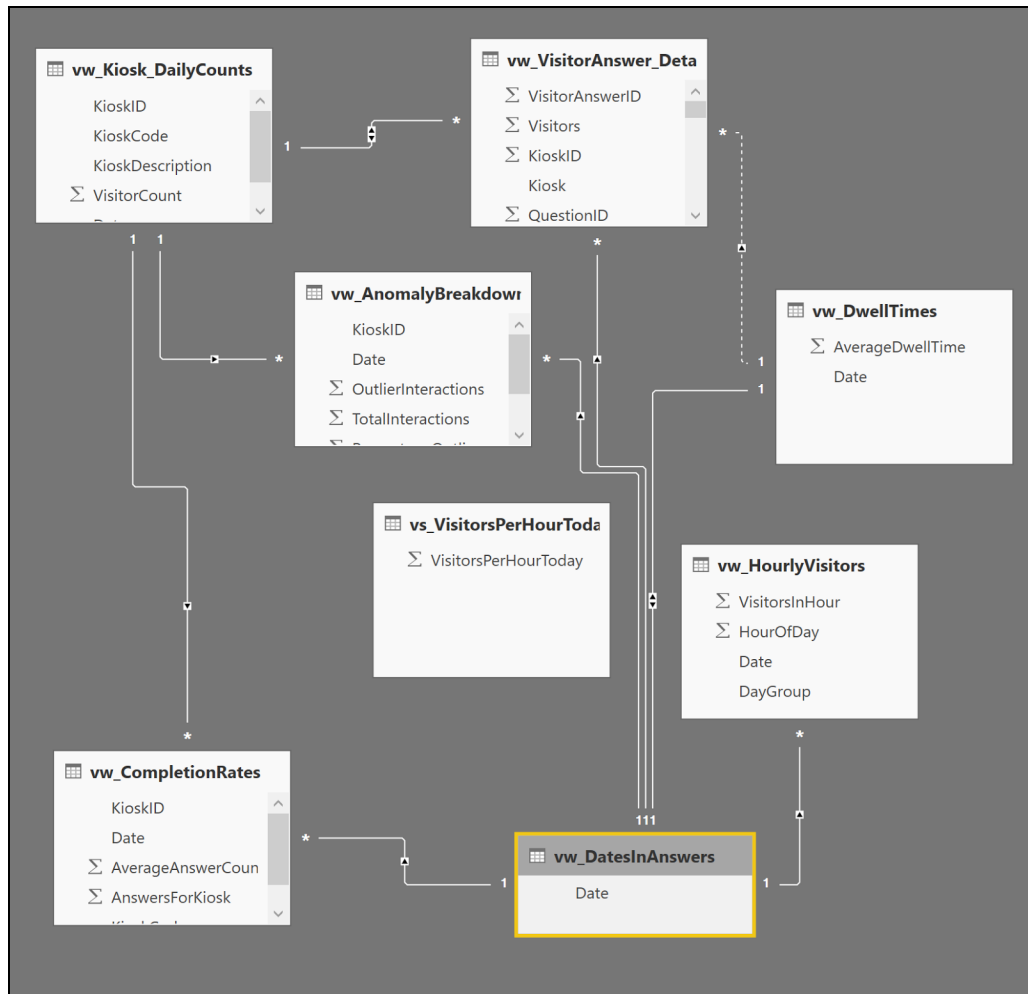 vw_Kiosk_DailyCounts
KioskID
KioskCode
KioskDescription
Σ VisitorCount
1
*
vw_VisitorAnswer_Deta
Σ VisitorAnswerID
Σ Visitors
Σ KioskID
Kiosk
Σ QuestionID
*
*
1
1
vw_AnomalyBreakdown
KioskID
Date
Σ OutlierInteractions
Σ TotalInteractions
*
*
vw_DwellTimes
Σ AverageDwellTime
Date
1
1
vs_VisitorsPerHourToda
Σ VisitorsPerHourToday
vw_HourlyVisitors
Σ VisitorsInHour
Σ HourOfDay
Date
DayGroup
*
*
vw_CompletionRates
KioskID
Date
Σ AverageAnswerCoun
Σ AnswersForKiosk
*
111
1
1
vw_DatesInAnswers
Date